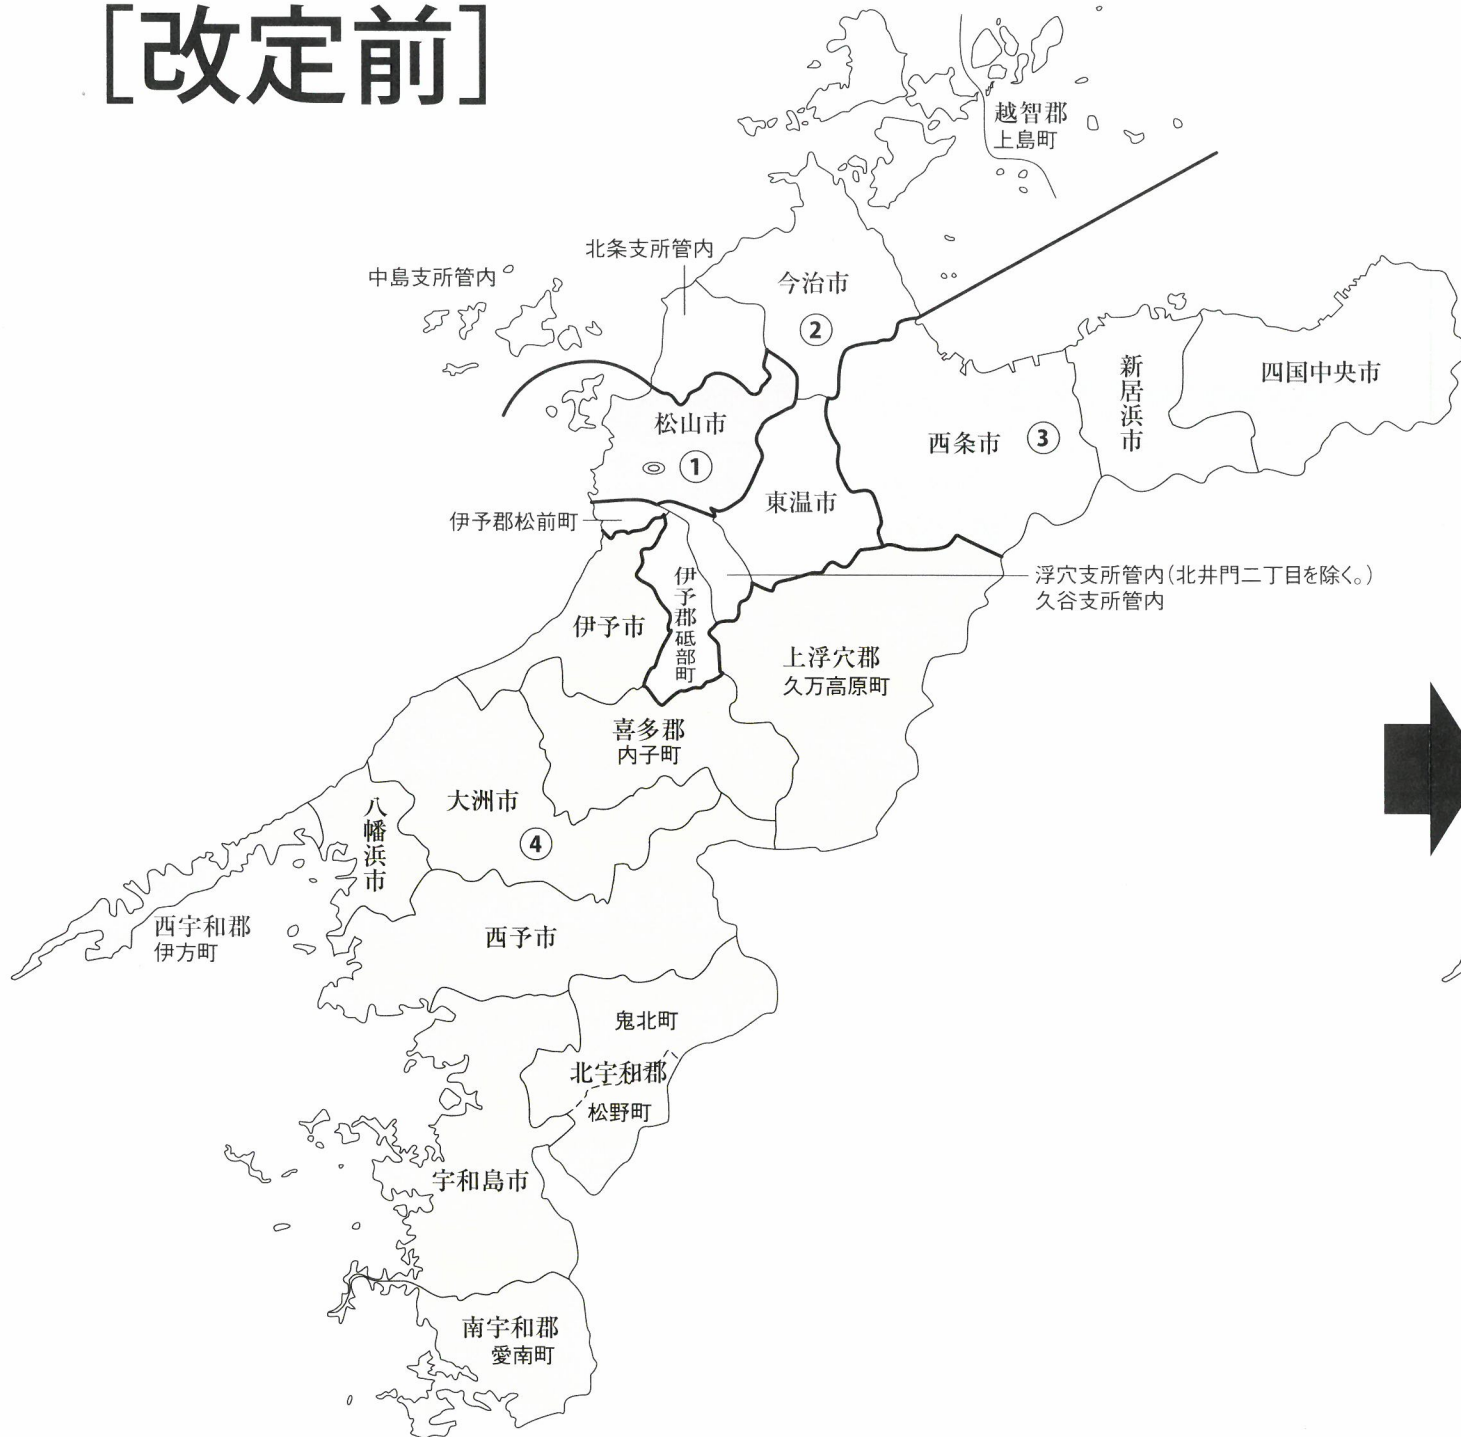 [改定前]
越智郡
上島町
北条支所管内
中島支所管内
今治市
②
新居浜市
四国中央市
松山市
①
西条市
③
東温市
伊予郡松前町
伊予郡砥部町
浮穴支所管内(北井門二丁目を除く。)
久谷支所管内
伊予市
上浮穴郡
久万高原町
喜多郡
内子町
大洲市
④
八幡浜市
西宇和郡
伊方町
西予市
鬼北町
北宇和郡
松野町
宇和島市
南宇和郡
愛南町